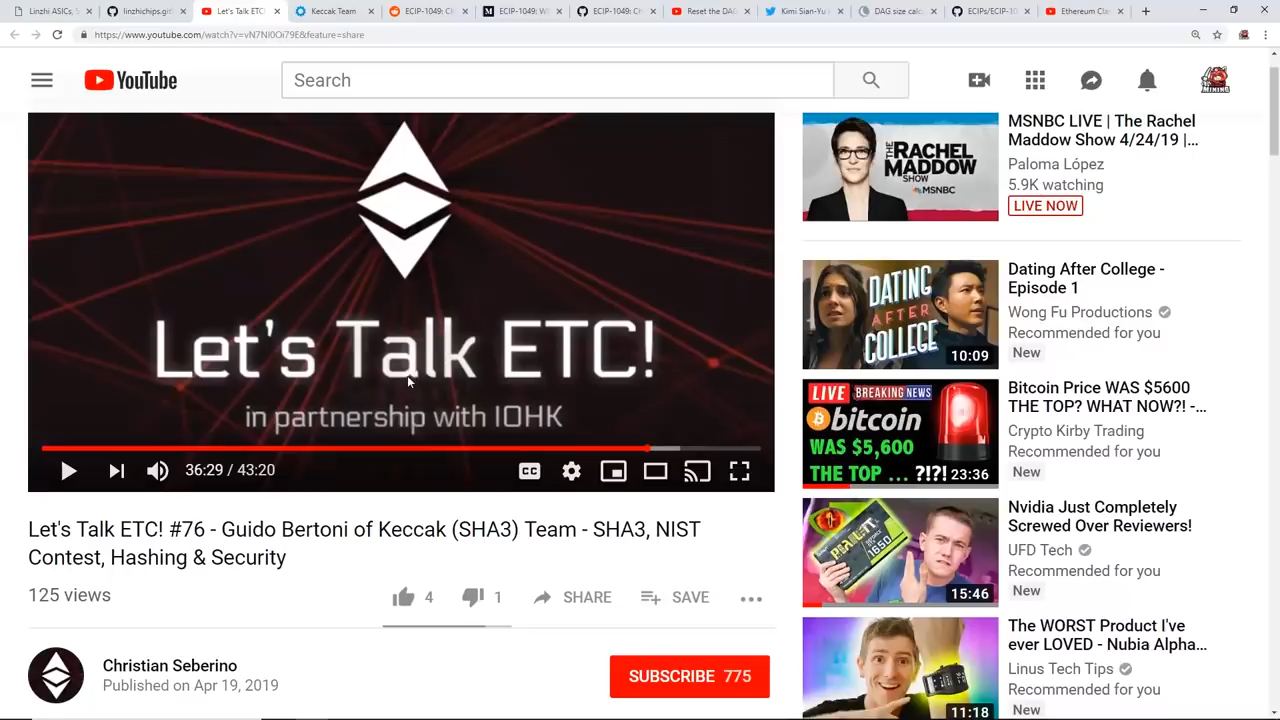 Linzhi ASICs, S
linzhichips.git
Let's Talk ETC!
Keccak Team
ECIP-1049: Ch
ECIP-1049: W
ECIP-1049: C
Reset the DAG
Kimi Sian-Yu
DAG size calc
ECIPs/ECIP-10
Ethereum Cla
https://www.youtube.com/watch?v=vN7NI0Oi79E&feature=share
YouTube
Search
MINING
Let's Talk ETC!
in partnership with IOHK
36:29 / 43:20
CC
Let's Talk ETC! #76 - Guido Bertoni of Keccak (SHA3) Team - SHA3, NIST
Contest, Hashing & Security
125 views
4
1
SHARE
SAVE
Christian Seberino
Published on Apr 19, 2019
SUBSCRIBE 775
THE
RACHEL
MADDOW
SHOW
MSNBC
MSNBC LIVE | The Rachel
Maddow Show 4/24/19 |...
Paloma López
5.9K watching
LIVE NOW
DATING
AFTER
COLLEGE
10:09
Dating After College -
Episode 1
Wong Fu Productions
Recommended for you
New
LIVE BREAKING NEWS
bitcoin
WAS $5,600
THE TOP ... ?!?!
23:36
Bitcoin Price WAS $5600
THE TOP? WHAT NOW?! -...
Crypto Kirby Trading
Recommended for you
New
1650
15:46
Nvidia Just Completely
Screwed Over Reviewers!
UFD Tech
Recommended for you
New
11:18
The WORST Product I've
ever LOVED - Nubia Alpha...
Linus Tech Tips
Recommended for you
New